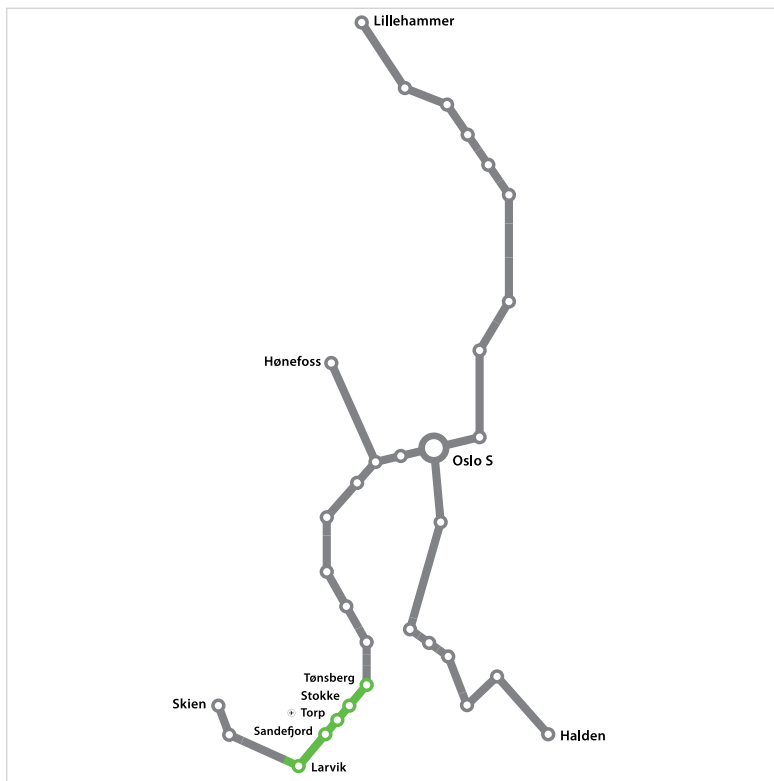 Lillehammer
Hønefoss
Oslo S
Tønsberg
Stokke
Torp
Sandefjord
Larvik
Skien
Halden